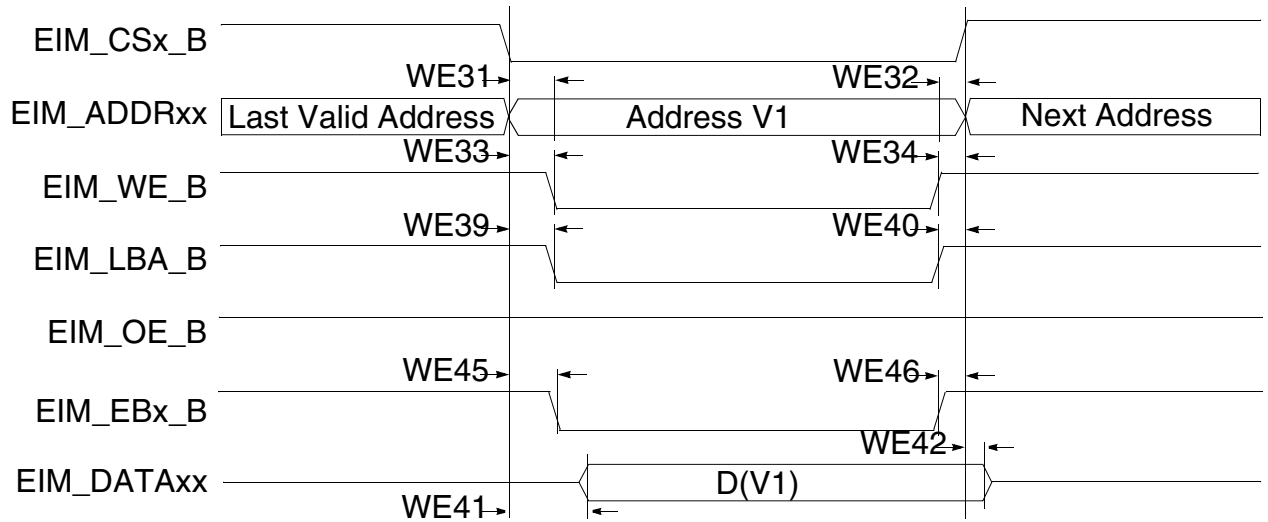 EIM_CSx_B
WE31 WE32
EIM_ADDRxx Last Valid Address Address V1 Next Address
WE33 WE34
EIM_WE_B
WE39 WE40
EIM_LBA_B
EIM_OE_B
WE45 WE46
EIM_EBx_B
WE42
EIM_DATAxx D(V1)
WE41